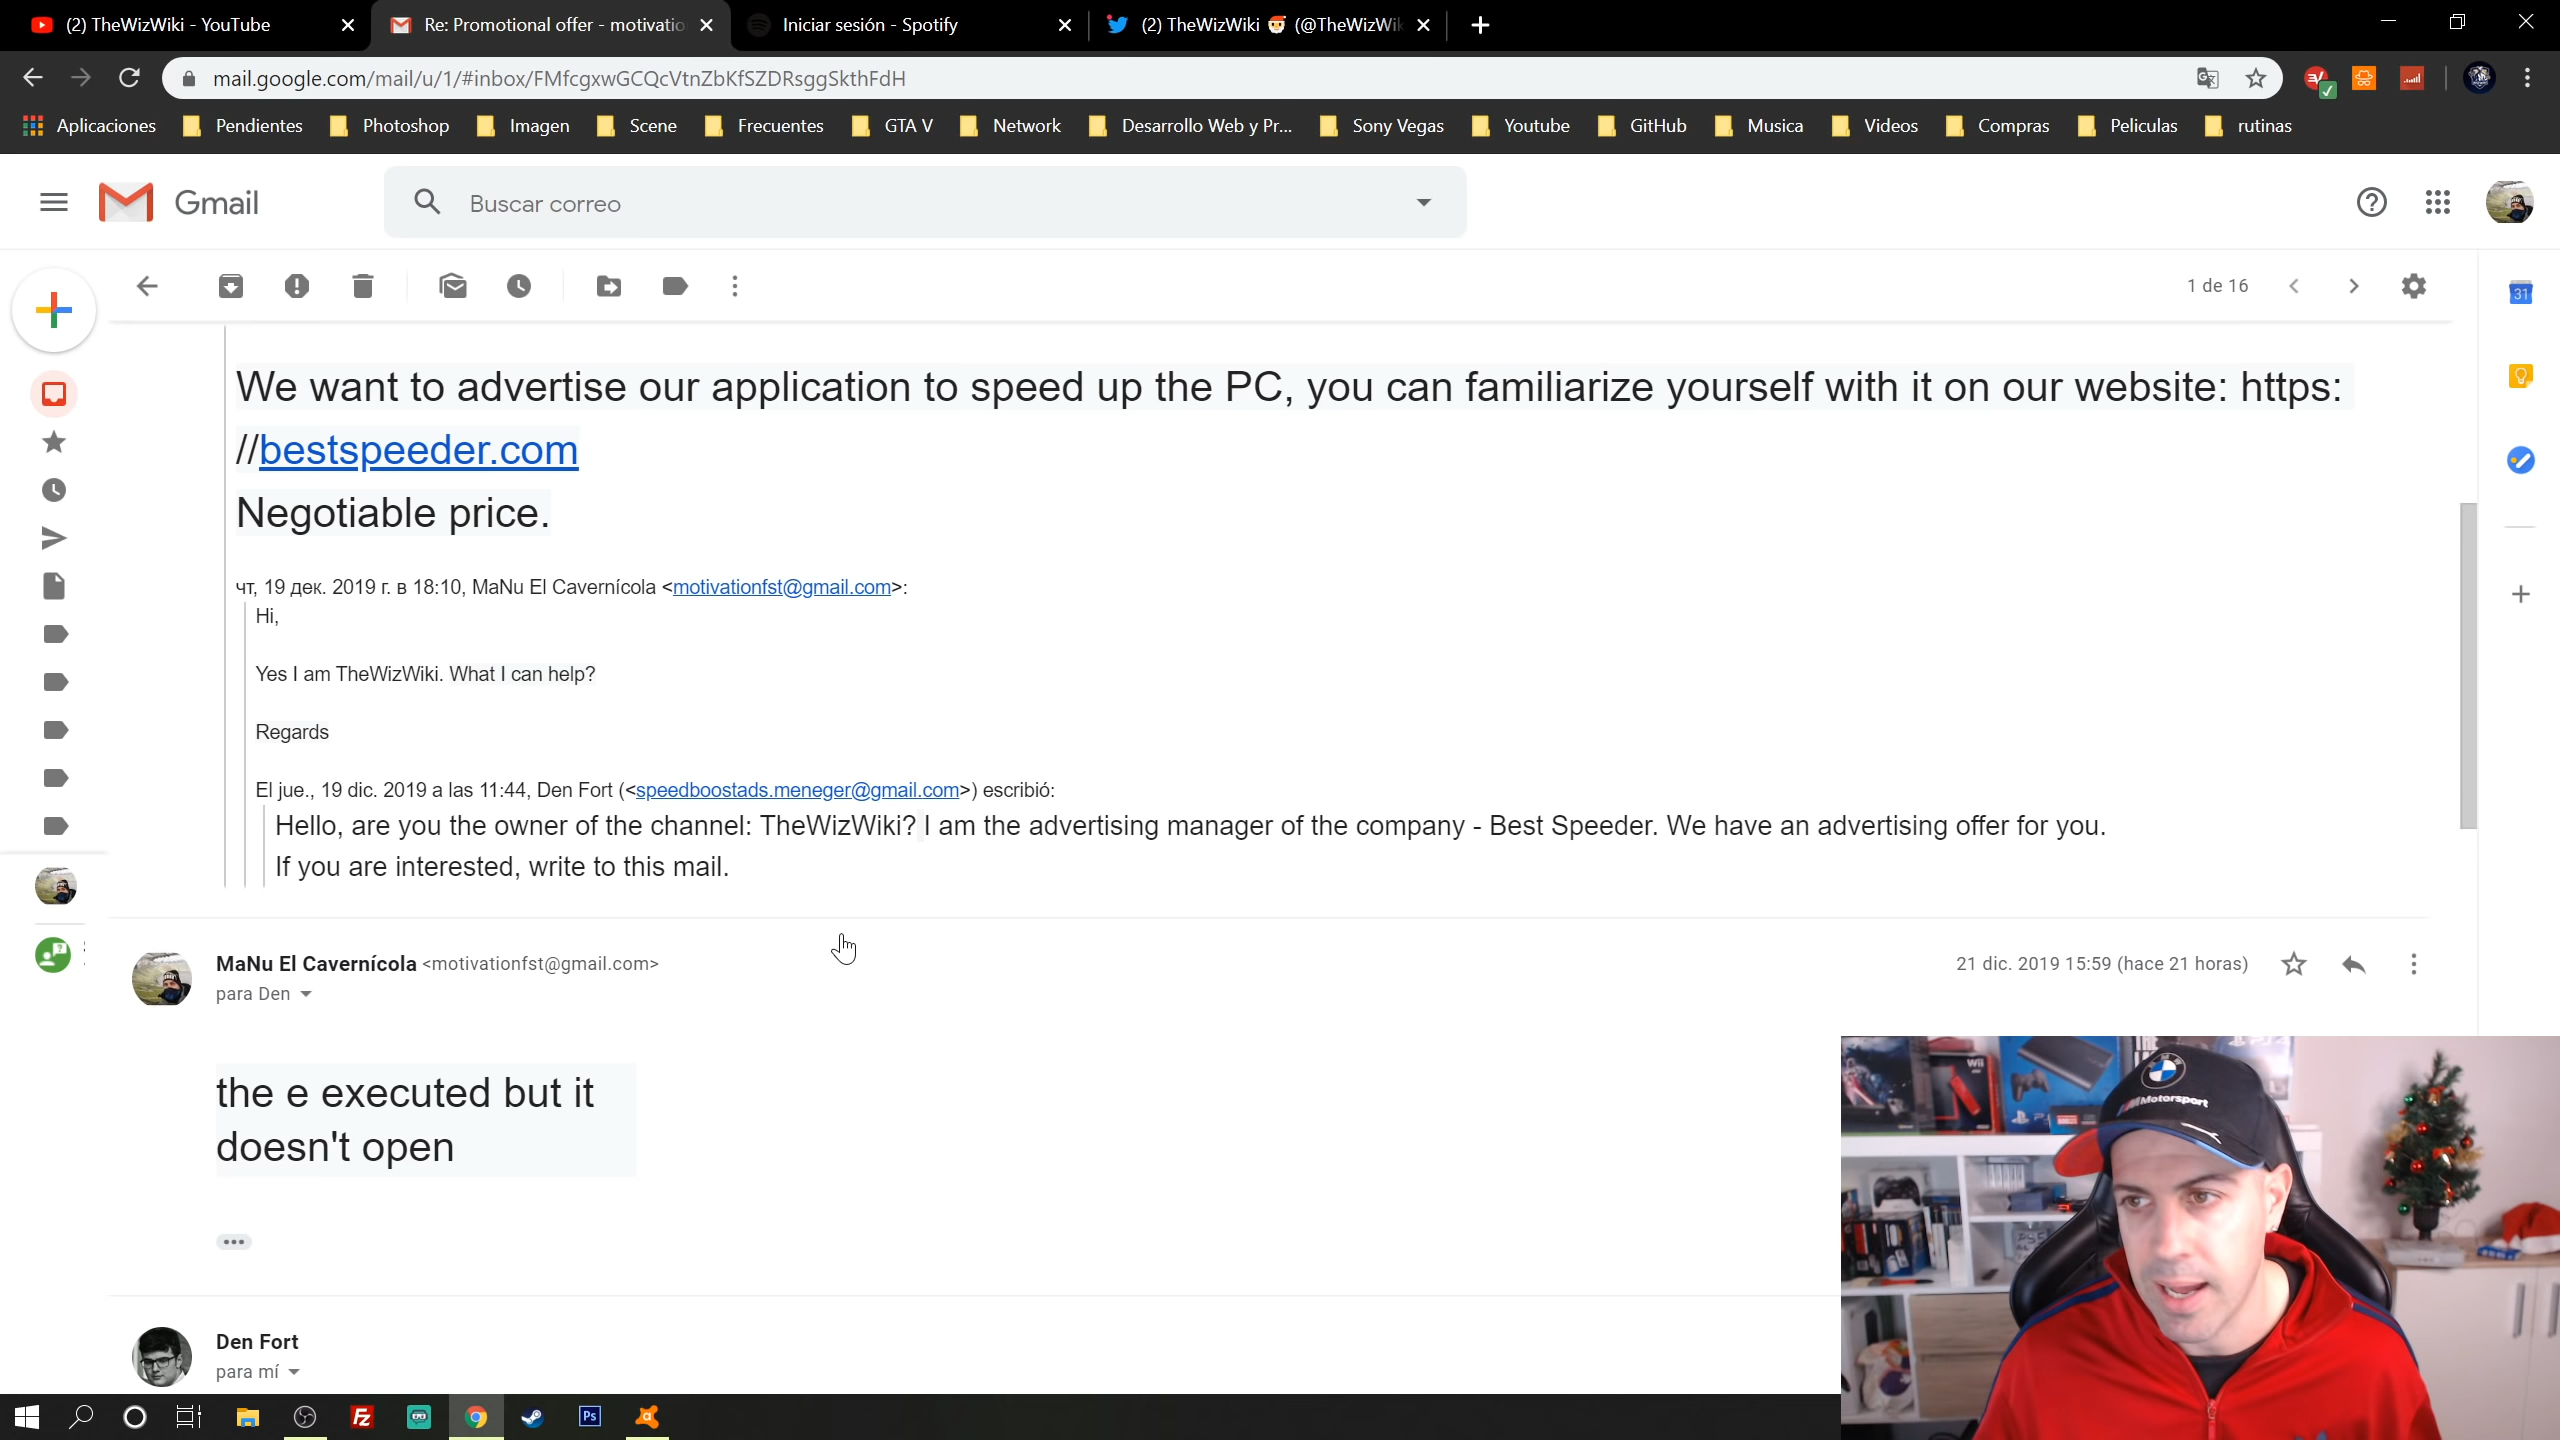 (2) TheWizWiki - YouTube
Re: Promotional offer - motivatio
Iniciar sesión - Spotify
(2) TheWizWiki 🎅 (@TheWizWik
mail.google.com/mail/u/1/#inbox/FMfcgxwGCQcVtnZbKfSZDRsggSkthFdH
Aplicaciones
Pendientes
Photoshop
Imagen
Scene
Frecuentes
GTA V
Network
Desarrollo Web y Pr...
Sony Vegas
Youtube
GitHub
Musica
Videos
Compras
Peliculas
rutinas
Gmail
Buscar correo
1 de 16
31
We want to advertise our application to speed up the PC, you can familiarize yourself with it on our website: https:
//bestspeeder.com
Negotiable price.
чт, 19 дек. 2019 г. в 18:10, MaNu El Cavernícola <motivationfst@gmail.com>:
Hi,
Yes I am TheWizWiki. What I can help?
Regards
El jue., 19 dic. 2019 a las 11:44, Den Fort (<speedboostads.meneger@gmail.com>) escribió:
Hello, are you the owner of the channel: TheWizWiki? I am the advertising manager of the company - Best Speeder. We have an advertising offer for you.
If you are interested, write to this mail.
MaNu El Cavernícola <motivationfst@gmail.com>
21 dic. 2019 15:59 (hace 21 horas)
para Den
the e executed but it
doesn't open
Den Fort
para mí
Fz
Ps
Wii
Motorsport